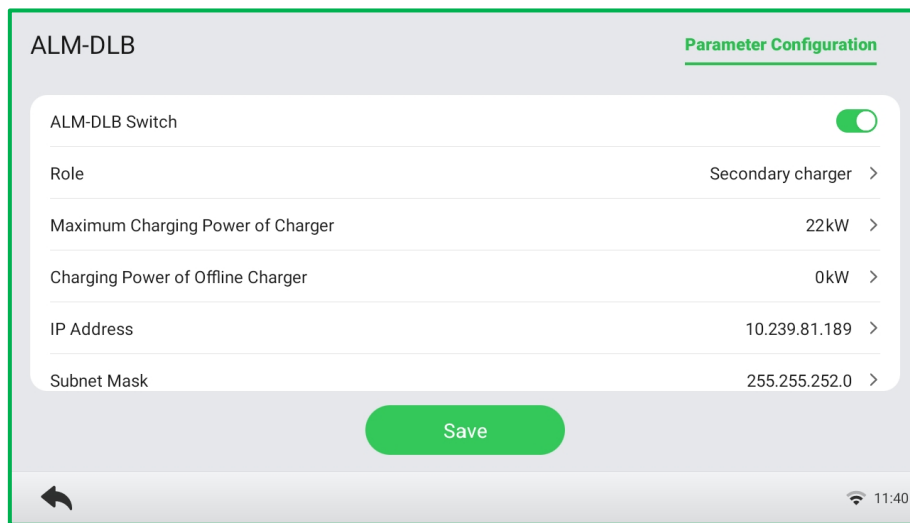 ALM-DLB
Parameter Configuration
ALM-DLB Switch
Role Secondary charger
Maximum Charging Power of Charger 22kW
Charging Power of Offline Charger 0kW
IP Address 10.239.81.189
Subnet Mask 255.255.252.0
Save
11:40